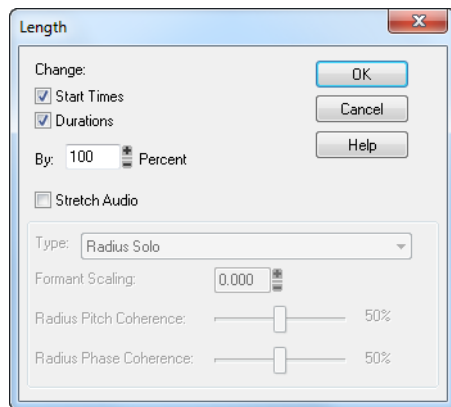 Length
Change:
OK
Start Times
Cancel
Durations
Help
By: 100 Percent
Stretch Audio
Type: Radius Solo
Formant Scaling: 0.000
Radius Pitch Coherence: 50%
Radius Phase Coherence: 50%